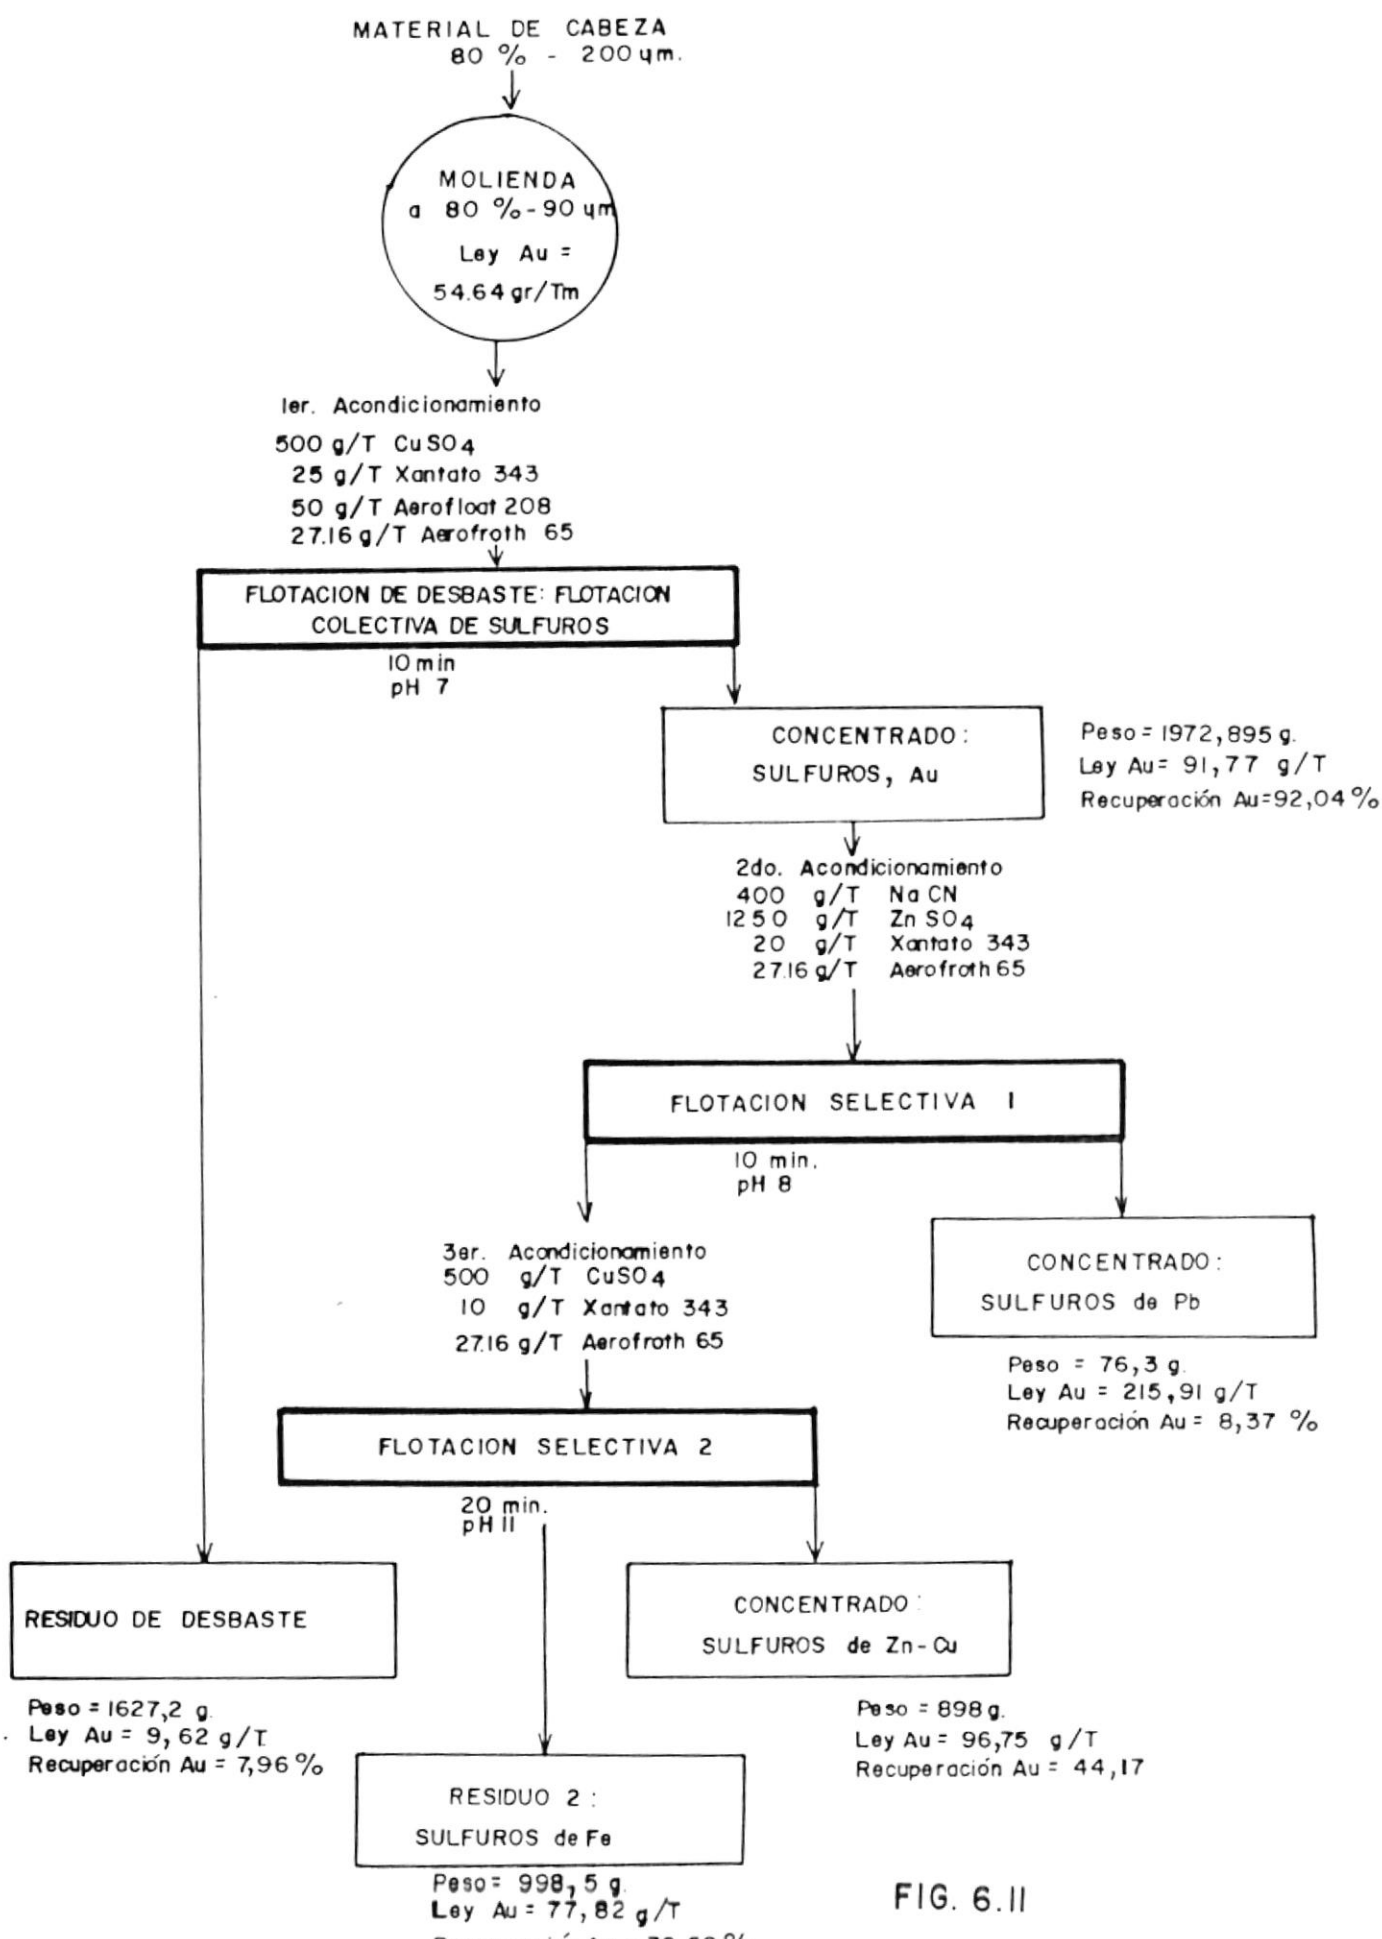 MATERIAL DE CABEZA
80 % - 200 um.
MOLIENDA
a 80 % - 90 um
Ley Au =
54.64 gr/Tm
1er. Acondicionamiento
500 g/T CuSO4
25 g/T Xantato 343
50 g/T Aerofloat 208
27.16 g/T Aerofroth 65
FLOTACION DE DESBASTE: FLOTACION
COLECTIVA DE SULFUROS
10 min
pH 7
CONCENTRADO:
SULFUROS, Au
Peso = 1972,895 g.
Ley Au = 91,77 g/T
Recuperación Au=92,04 %
2do. Acondicionamiento
400 g/T NaCN
1250 g/T ZnSO4
20 g/T Xantato 343
27.16 g/T Aerofroth 65
FLOTACION SELECTIVA 1
10 min.
pH 8
3er. Acondicionamiento
500 g/T CuSO4
10 g/T Xantato 343
27.16 g/T Aerofroth 65
CONCENTRADO:
SULFUROS de Pb
Peso = 76,3 g.
Ley Au = 215,91 g/T
Recuperación Au = 8,37 %
FLOTACION SELECTIVA 2
20 min.
pH 11
RESIDUO DE DESBASTE
Peso = 1627,2 g.
Ley Au = 9,62 g/T
Recuperación Au = 7,96 %
CONCENTRADO:
SULFUROS de Zn-Cu
Peso = 898 g.
Ley Au = 96,75 g/T
Recuperación Au = 44,17
RESIDUO 2:
SULFUROS de Fe
Peso = 998,5 g.
Ley Au = 77,82 g/T
FIG. 6.11